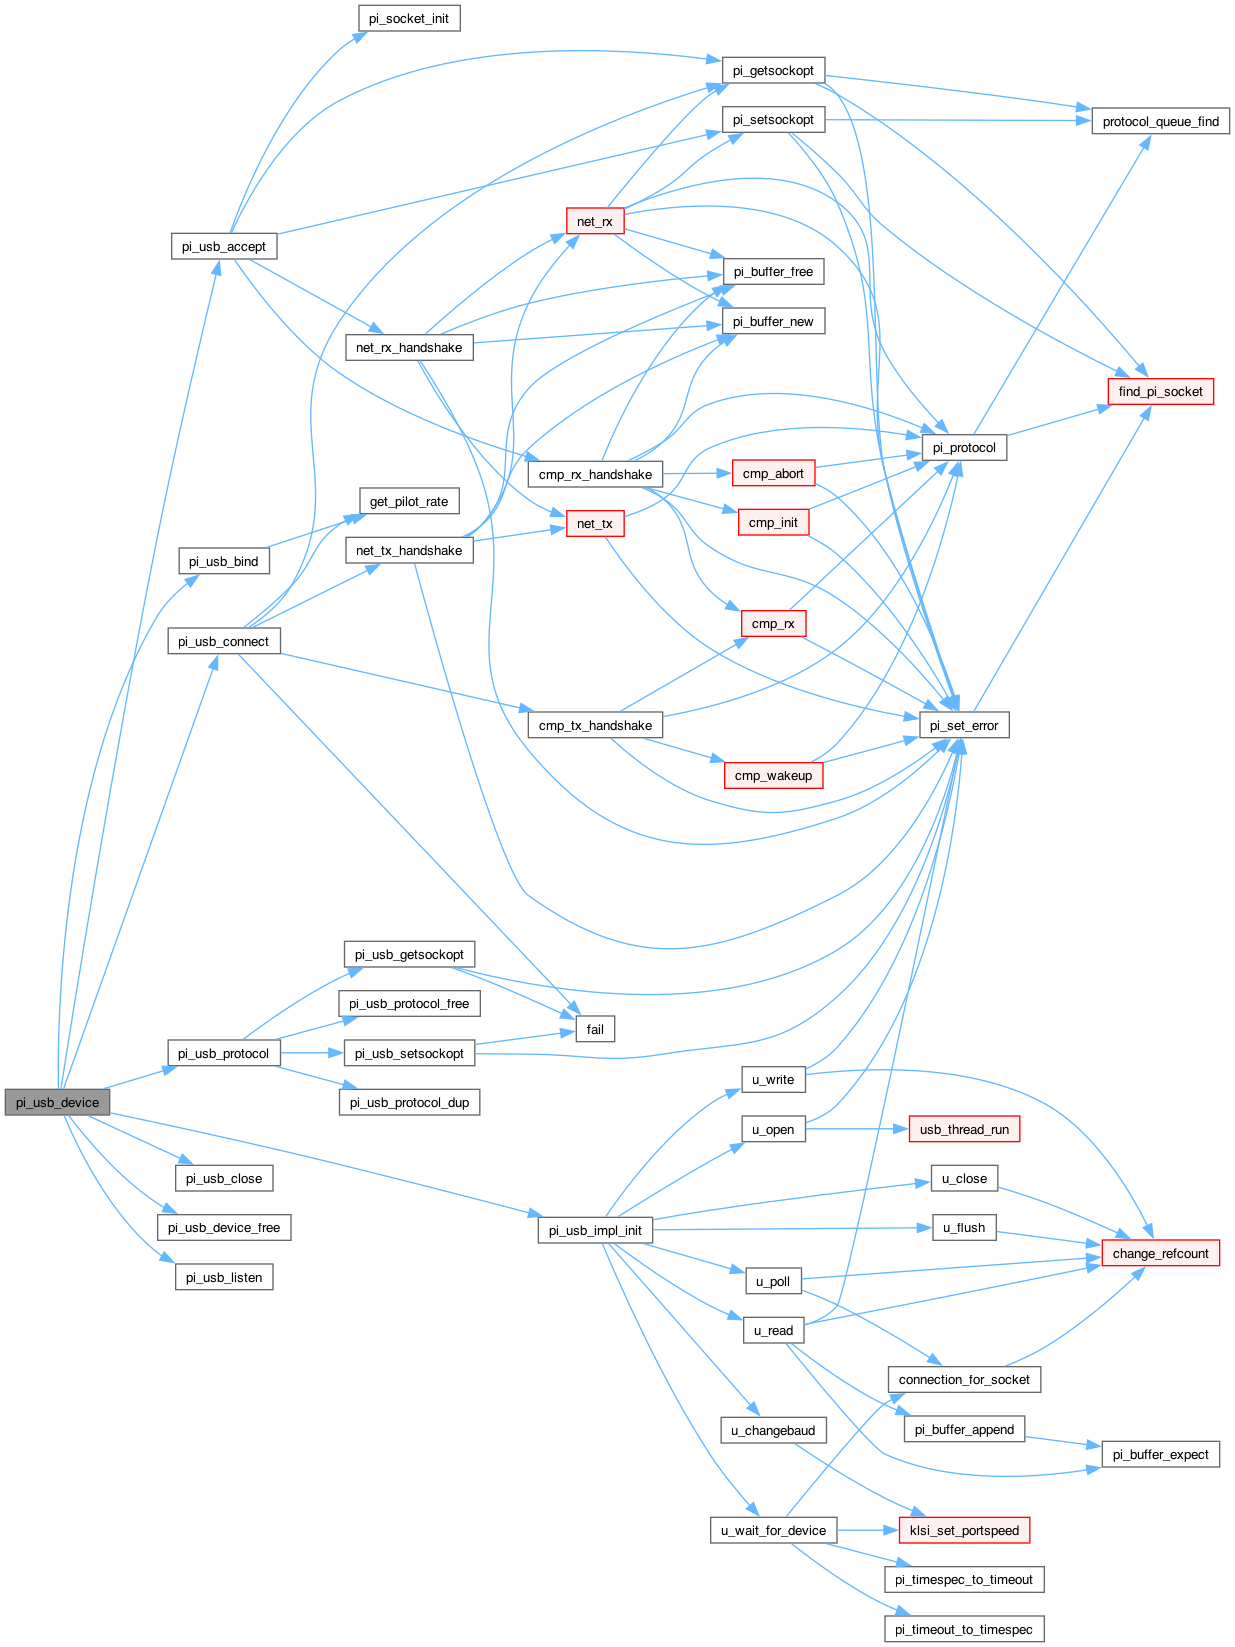 pi_socket_init
pi_getsockopt
pi_setsockopt
protocol_queue_find
net_rx
pi_usb_accept
pi_buffer_free
pi_buffer_new
net_rx_handshake
find_pi_socket
pi_protocol
cmp_rx_handshake
cmp_abort
get_pilot_rate
net_tx
cmp_init
net_tx_handshake
pi_usb_bind
cmp_rx
pi_usb_connect
cmp_tx_handshake
pi_set_error
cmp_wakeup
pi_usb_getsockopt
pi_usb_protocol_free
fail
pi_usb_protocol
pi_usb_setsockopt
u_write
pi_usb_device
pi_usb_protocol_dup
u_open
usb_thread_run
pi_usb_close
u_close
pi_usb_device_free
pi_usb_impl_init
u_flush
change_refcount
pi_usb_listen
u_poll
u_read
connection_for_socket
u_changebaud
pi_buffer_append
pi_buffer_expect
u_wait_for_device
klsi_set_portspeed
pi_timespec_to_timeout
pi_timeout_to_timespec